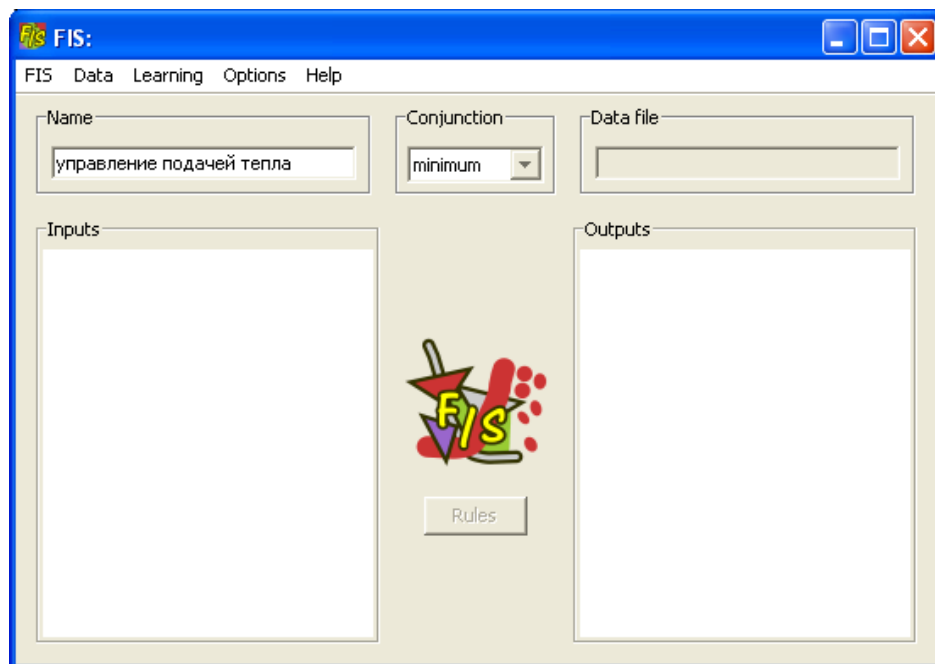 FIS:
FIS Data Learning Options Help
Name Conjunction Data file
управление подачей тепла minimum
Inputs Outputs
FIS
Rules